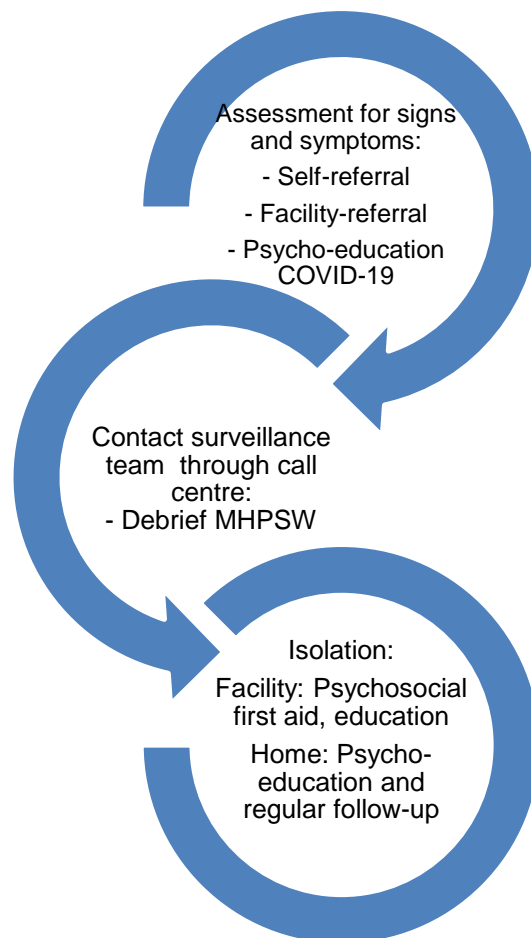 Assessment for signs
and symptoms:
- Self-referral
- Facility-referral
- Psycho-education
COVID-19
Contact surveillance
team through call
centre:
- Debrief MHPSW
Isolation:
Facility: Psychosocial
first aid, education
Home: Psycho-
education and
regular follow-up